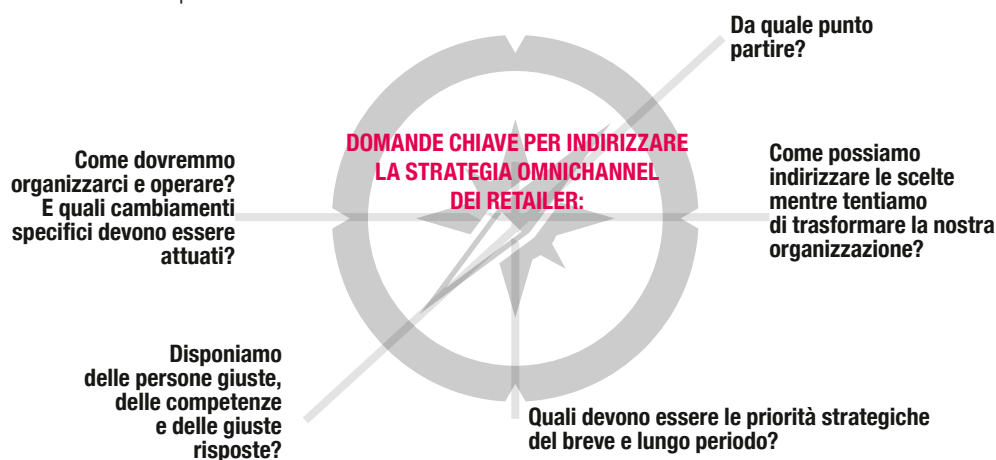 DOMANDE CHIAVE PER INDIRIZZARE
LA STRATEGIA OMNICHANNEL
DEI RETAILER:
Da quale punto
partire?
Come possiamo
indirizzare le scelte
mentre tentiamo
di trasformare la nostra
organizzazione?
Quali devono essere le priorità strategiche
del breve e lungo periodo?
Disponiamo
delle persone giuste,
delle competenze
e delle giuste
risposte?
Come dovremmo
organizzarci e operare?
E quali cambiamenti
specifici devono essere
attuati?